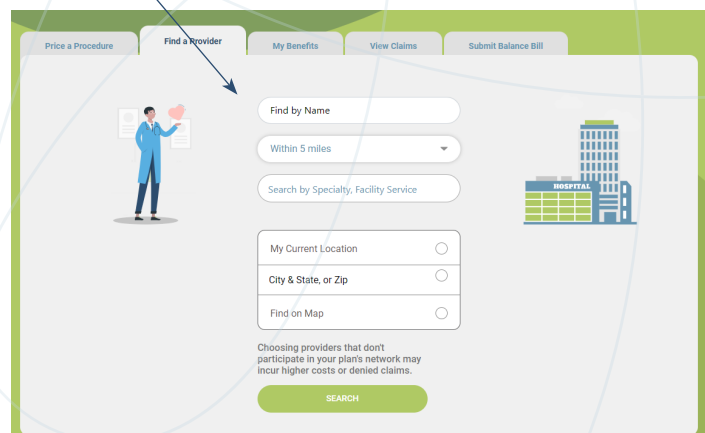 Price a Procedure
Find a Provider
My Benefits
View Claims
Submit Balance Bill
Find by Name
Within 5 miles
Search by Specialty, Facility Service
HOSPITAL
My Current Location
City & State, or Zip
Find on Map
Choosing providers that don't
participate in your plan's network may
incur higher costs or denied claims.
SEARCH